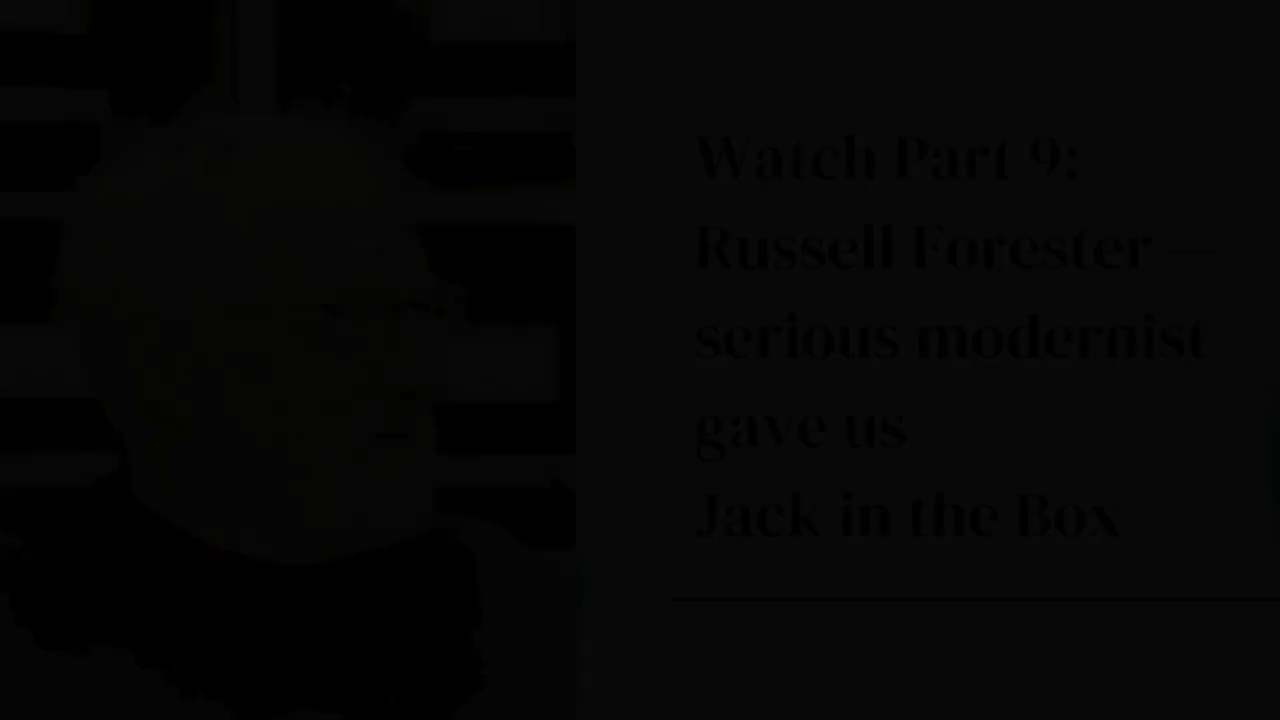 Watch Part 9:
Russell Forester —
serious modernist
gave us
Jack in the Box